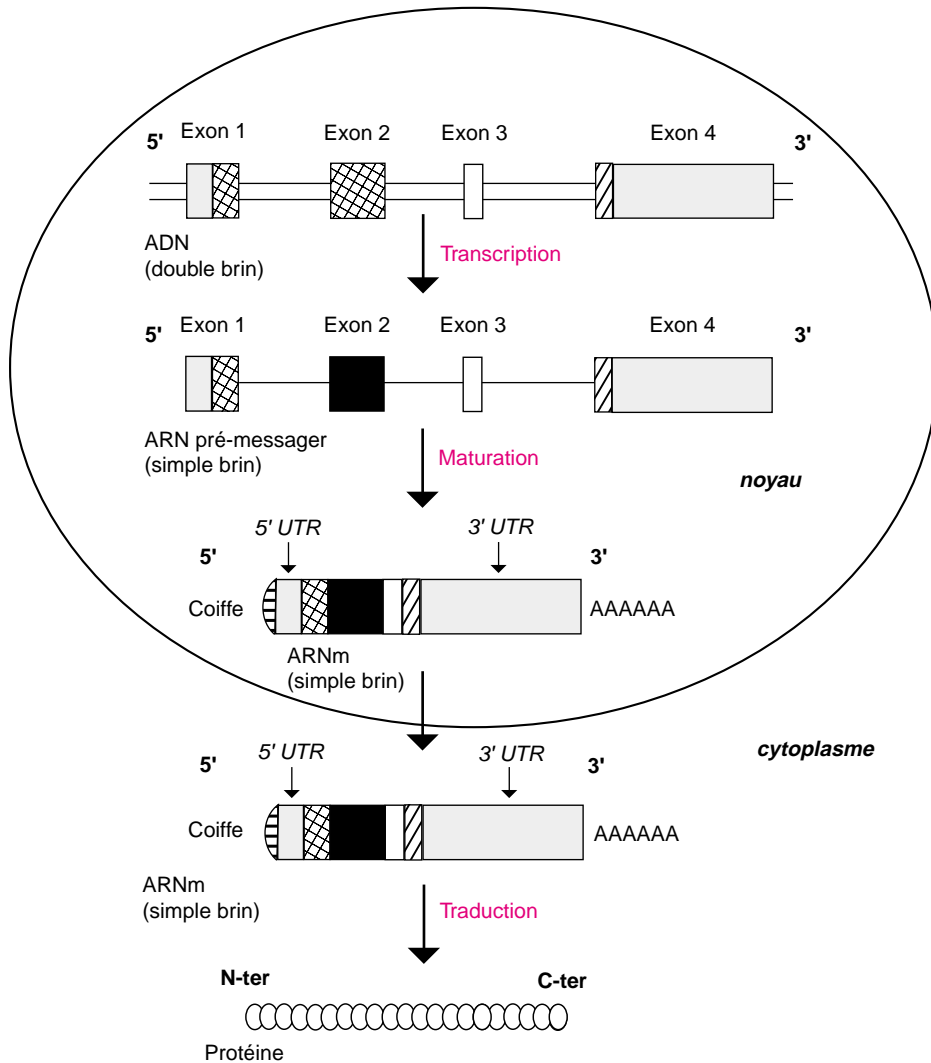 5' Exon 1 Exon 2 Exon 3 Exon 4 3'
ADN
(double brin)
Transcription
5' Exon 1 Exon 2 Exon 3 Exon 4 3'
ARN pré-messager
(simple brin)
Maturation
noyau
5' UTR 3' UTR
5' 3'
Coiffe AAAAAA
ARNm
(simple brin)
cytoplasme
5' UTR 3' UTR
5' 3'
Coiffe AAAAAA
ARNm
(simple brin)
Traduction
N-ter C-ter
Protéine